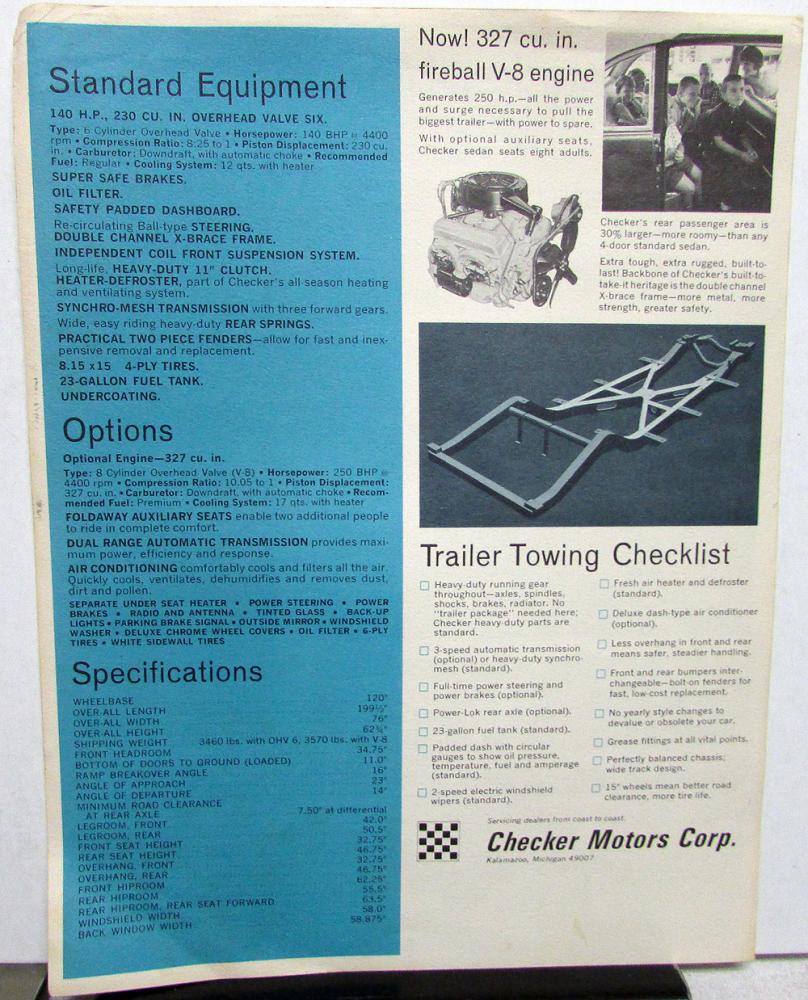 Standard Equipment
140 H.P., 230 CU. IN. OVERHEAD VALVE SIX.
Type: 6 Cylinder Overhead Valve • Horsepower: 140 BHP @ 4400
rpm • Compression Ratio: 8:25 to 1 • Piston Displacement: 230 cu.
in. • Carburetor: Downdraft, with automatic choke • Recommended
Fuel: Regular • Cooling System: 12 qts. with heater
SUPER SAFE BRAKES.
OIL FILTER.
SAFETY PADDED DASHBOARD.
Re-circulating Ball-type STEERING.
DOUBLE CHANNEL X-BRACE FRAME.
INDEPENDENT COIL FRONT SUSPENSION SYSTEM.
Long-life, HEAVY-DUTY 11" CLUTCH.
HEATER-DEFROSTER, part of Checker's all-season heating
and ventilating system.
SYNCHRO-MESH TRANSMISSION with three forward gears.
Wide, easy riding heavy-duty REAR SPRINGS.
PRACTICAL TWO PIECE FENDERS—allow for fast and inex-
pensive removal and replacement.
8.15 x15 4-PLY TIRES.
23-GALLON FUEL TANK.
UNDERCOATING.
Options
Optional Engine—327 cu. in.
Type: 8 Cylinder Overhead Valve (V-8) • Horsepower: 250 BHP @
4400 rpm • Compression Ratio: 10.05 to 1 • Piston Displacement:
327 cu. in. • Carburetor: Downdraft, with automatic choke • Recom-
mended Fuel: Premium • Cooling System: 17 qts. with heater
FOLDAWAY AUXILIARY SEATS enable two additional people
to ride in complete comfort.
DUAL RANGE AUTOMATIC TRANSMISSION provides maxi-
mum power, efficiency and response.
AIR CONDITIONING comfortably cools and filters all the air.
Quickly cools, ventilates, dehumidifies and removes dust,
dirt and pollen.
SEPARATE UNDER SEAT HEATER • POWER STEERING • POWER
BRAKES • RADIO AND ANTENNA • TINTED GLASS • BACK-UP
LIGHTS • PARKING BRAKE SIGNAL • OUTSIDE MIRROR • WINDSHIELD
WASHER • DELUXE CHROME WHEEL COVERS • OIL FILTER • 6-PLY
TIRES • WHITE SIDEWALL TIRES
Specifications
WHEELBASE 120"
OVER-ALL LENGTH 199½"
OVER-ALL WIDTH 76"
OVER-ALL HEIGHT 62¾"
SHIPPING WEIGHT 3460 lbs. with OHV 6, 3570 lbs. with V-8
FRONT HEADROOM 34.75"
BOTTOM OF DOORS TO GROUND (LOADED) 11.0"
RAMP BREAKOVER ANGLE 16°
ANGLE OF APPROACH 23°
ANGLE OF DEPARTURE 14°
MINIMUM ROAD CLEARANCE
AT REAR AXLE 7.50" at differential
LEGROOM, FRONT 42.0"
LEGROOM, REAR 50.5"
FRONT SEAT HEIGHT 32.75"
REAR SEAT HEIGHT 46.75"
OVERHANG, FRONT 32.75"
OVERHANG, REAR 46.75"
FRONT HIPROOM 62.25"
REAR HIPROOM 55.5"
REAR HIPROOM, REAR SEAT FORWARD 63.5"
WINDSHIELD WIDTH 58.0"
BACK WINDOW WIDTH 58.875"
Now! 327 cu. in.
fireball V-8 engine
Generates 250 h.p.—all the power
and surge necessary to pull the
biggest trailer—with power to spare.
With optional auxiliary seats,
Checker sedan seats eight adults.
Checker's rear passenger area is
30% larger—more roomy—than any
4-door standard sedan.
Extra tough, extra rugged, built-to-
last! Backbone of Checker's built-to-
take-it heritage is the double channel
X-brace frame—more metal, more
strength, greater safety.
Trailer Towing Checklist
Heavy-duty running gear
throughout—axles, spindles,
shocks, brakes, radiator. No
"trailer package" needed here;
Checker heavy-duty parts are
standard.
3-speed automatic transmission
(optional) or heavy-duty synchro-
mesh (standard).
Full-time power steering and
power brakes (optional).
Power-Lok rear axle (optional).
23-gallon fuel tank (standard).
Padded dash with circular
gauges to show oil pressure,
temperature, fuel and amperage
(standard).
2-speed electric windshield
wipers (standard).
Fresh air heater and defroster
(standard).
Deluxe dash-type air conditioner
(optional).
Less overhang in front and rear
means safer, steadier handling.
Front and rear bumpers inter-
changeable—bolt-on fenders for
fast, low-cost replacement.
No yearly style changes to
devalue or obsolete your car.
Grease fittings at all vital points.
Perfectly balanced chassis;
wide track design.
15" wheels mean better road
clearance, more tire life.
Servicing dealers from coast to coast.
Checker Motors Corp.
Kalamazoo, Michigan 49007